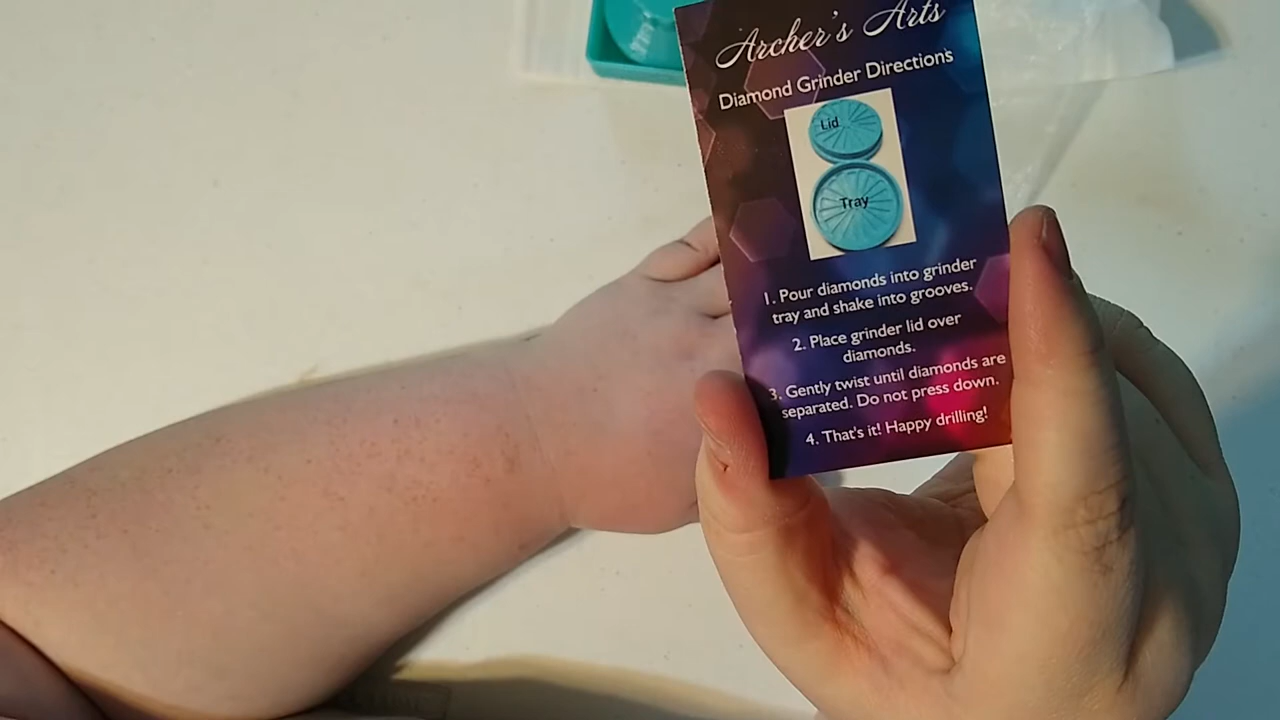 Archer's Arts
Diamond Grinder Directions
Lid
Tray
1. Pour diamonds into grinder
tray and shake into grooves.
2. Place grinder lid over
diamonds.
3. Gently twist until diamonds are
separated. Do not press down.
4. That's it! Happy drilling!